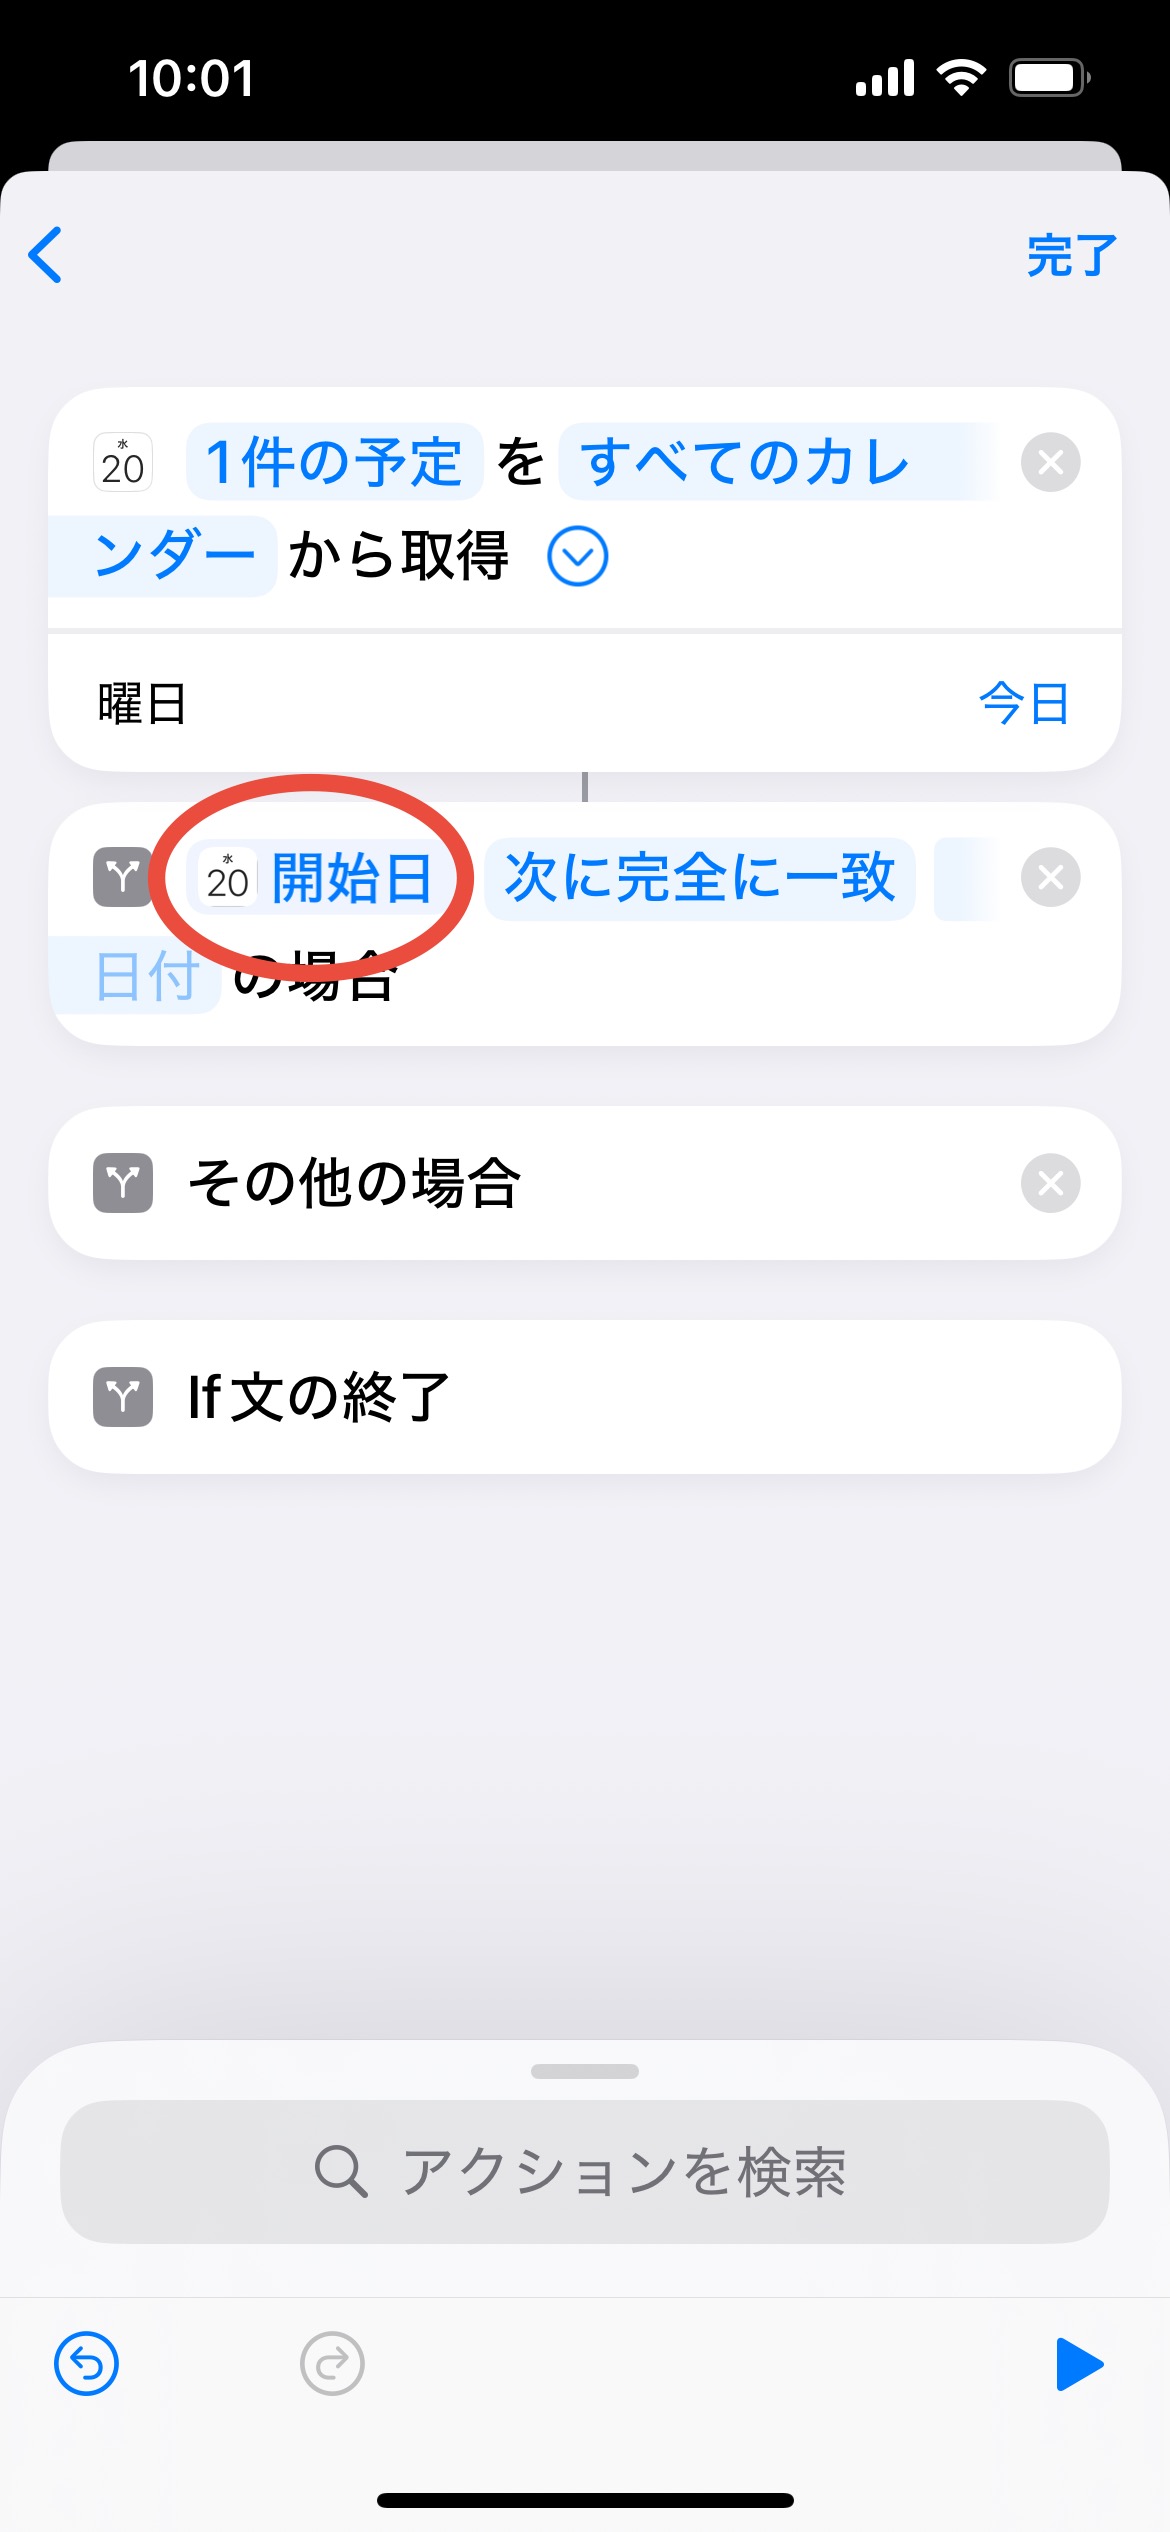 10:01
完了
水
20
1件の予定 を すべてのカレ
ンダー から取得
曜日 今日
水
20
開始日 次に完全に一致
日付 の場合
その他の場合
If文の終了
アクションを検索